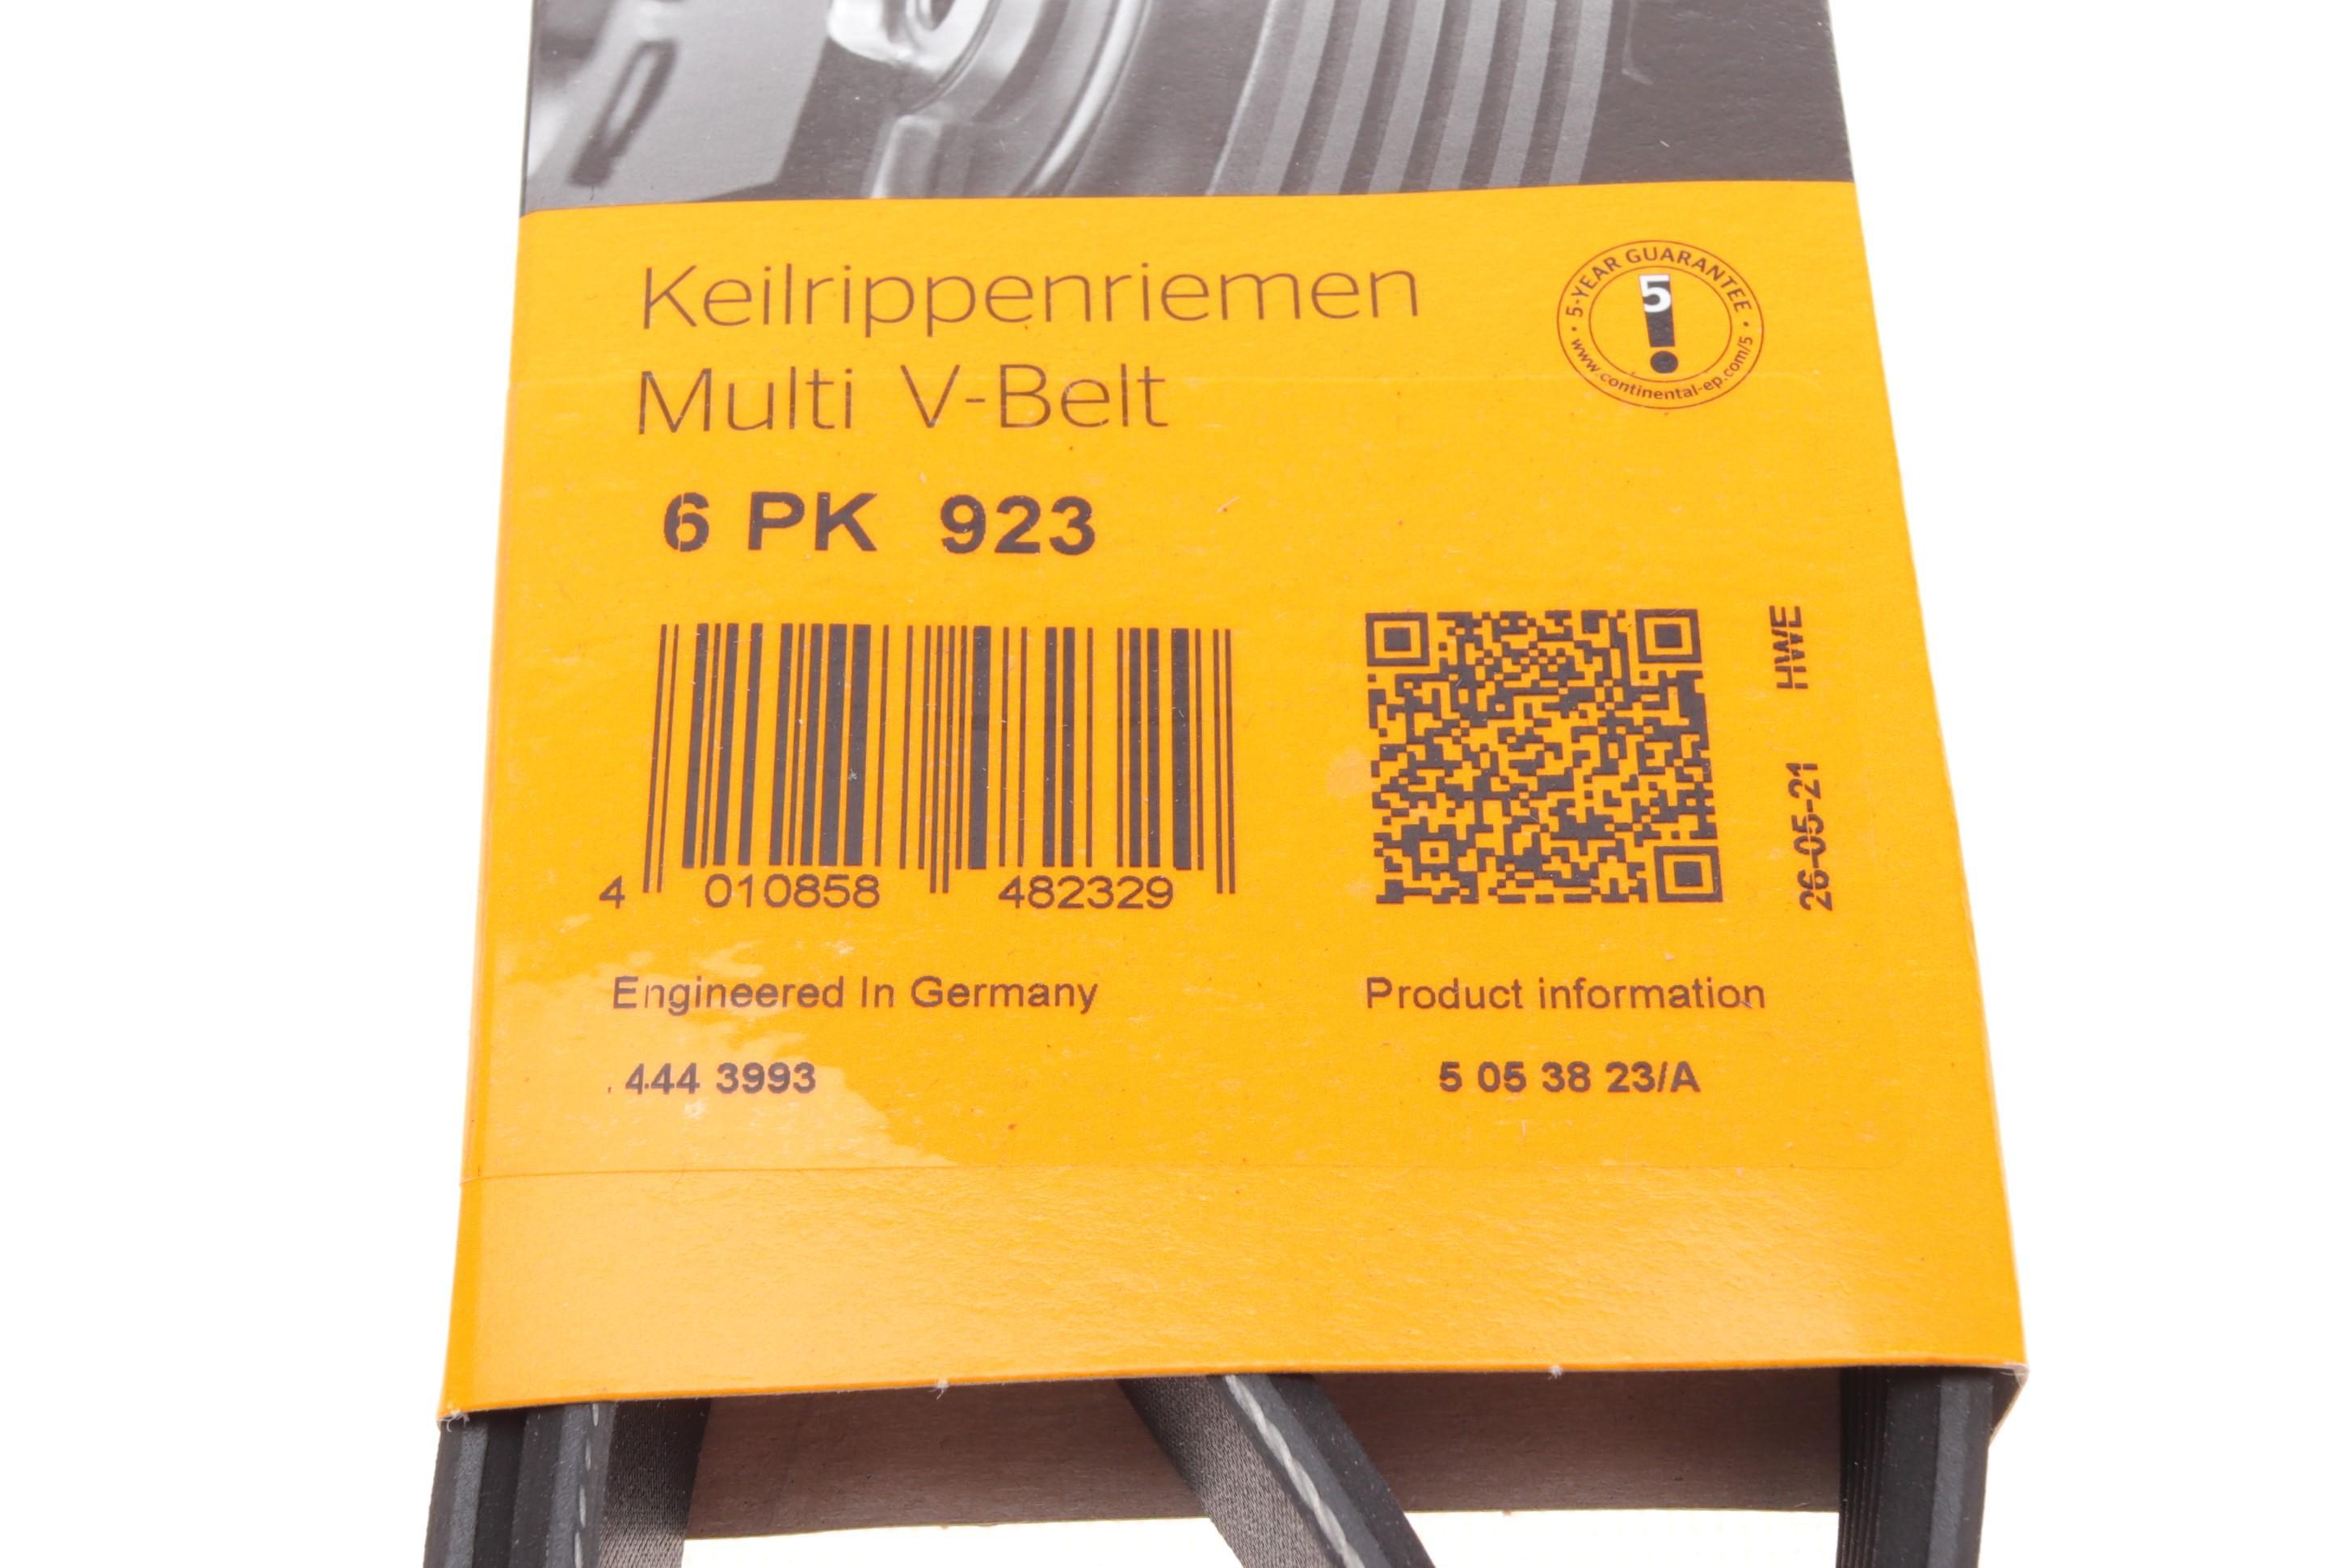 Keilrippenriemen
Multi V-Belt
• 5-YEAR GUARANTEE •
5
www.continental-ep.com/5
6 PK 923
HWE
26-05-21
4 010858 482329
Engineered In Germany
Product information
444 3993
5 05 38 23/A